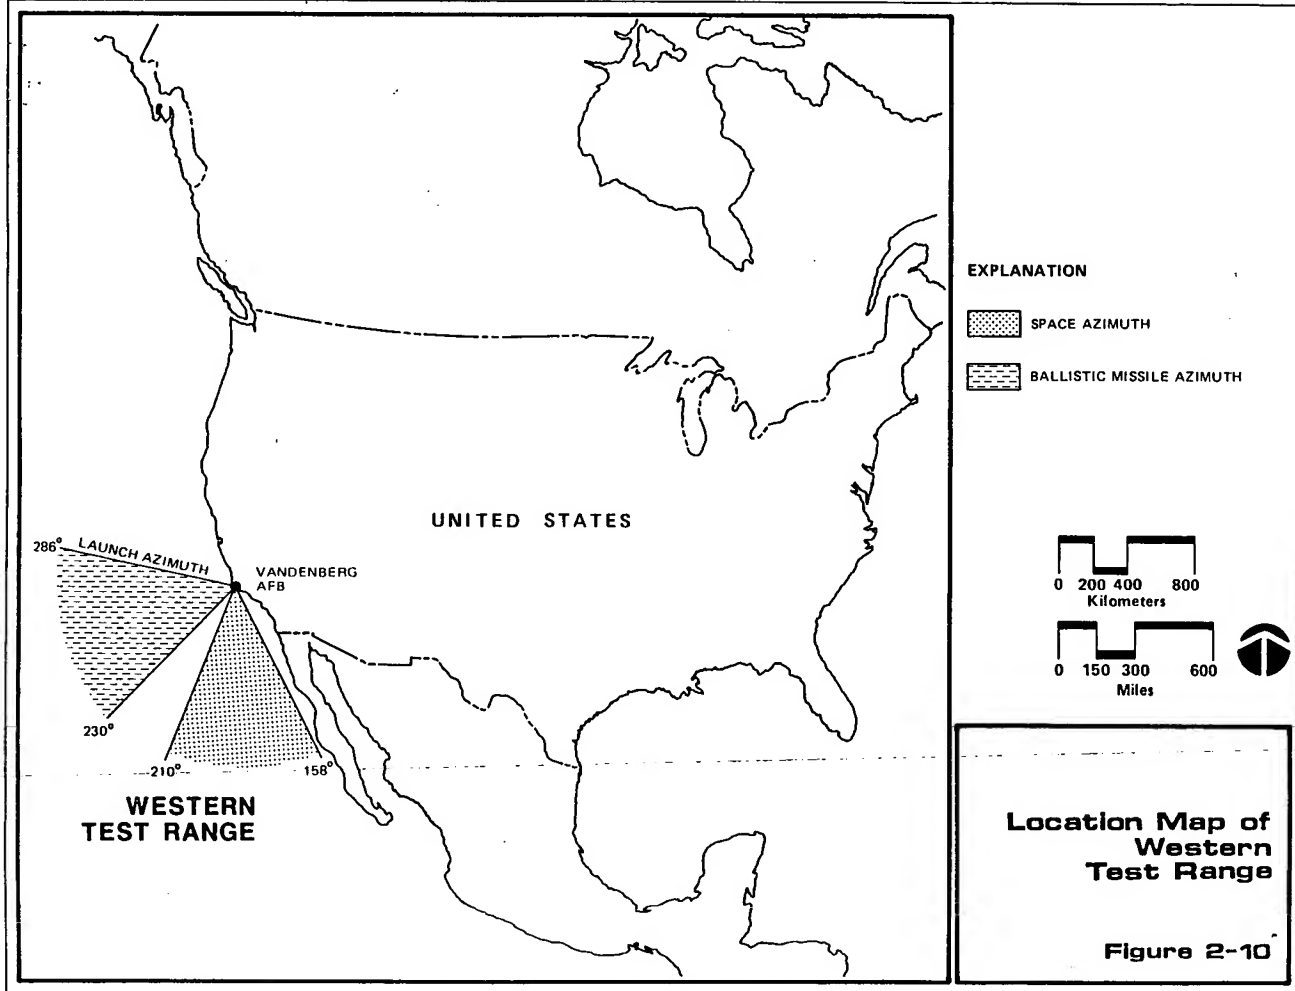 EXPLANATION
SPACE AZIMUTH
BALLISTIC MISSILE AZIMUTH
UNITED STATES
286° LAUNCH AZIMUTH
VANDENBERG
AFB
230°
210°
158°
WESTERN
TEST RANGE
0 200 400 800
Kilometers
0 150 300 600
Miles
Location Map of
Western
Test Range
Figure 2-10